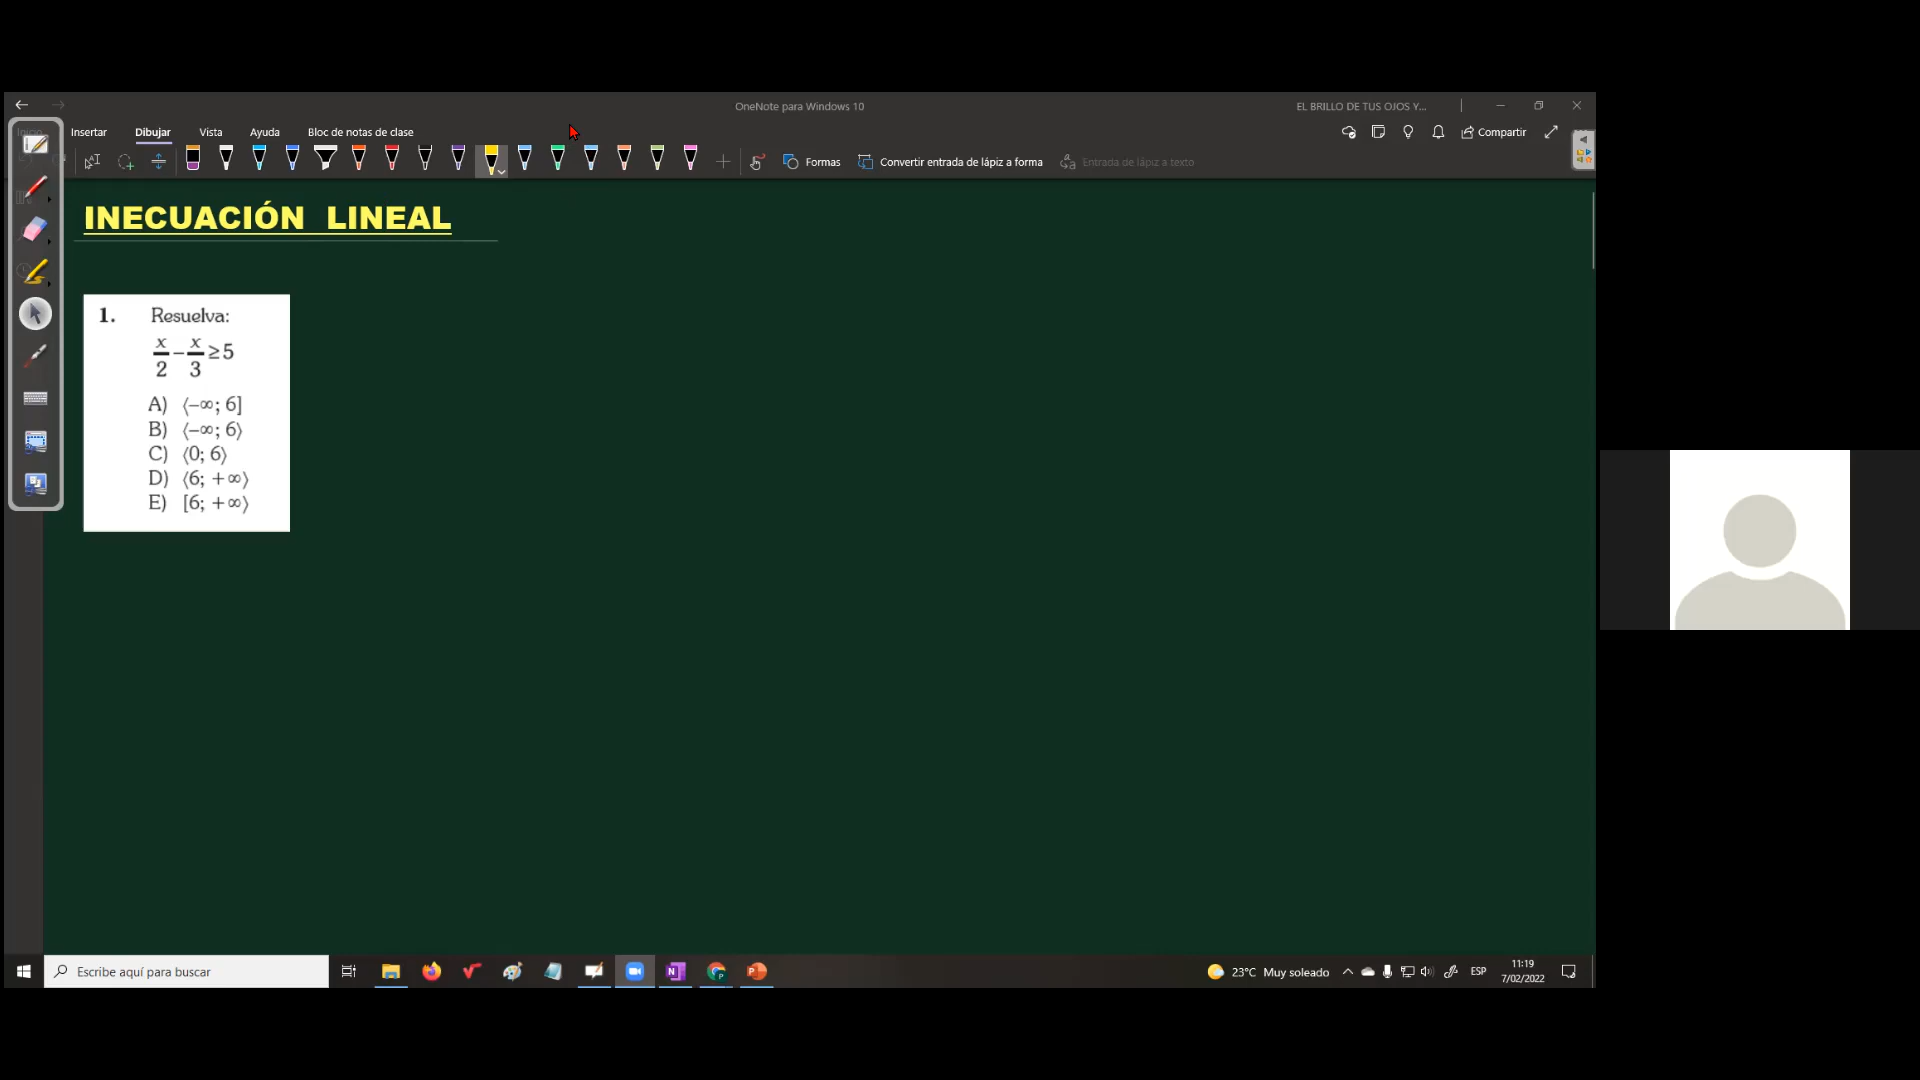 OneNote para Windows 10
EL BRILLO DE TUS OJOS Y...
Insertar Dibujar Vista Ayuda Bloc de notas de clase
Compartir
Formas Convertir entrada de lápiz a forma Entrada de lápiz a texto
INECUACIÓN LINEAL
1. Resuelva:
x/2 − x/3 ≥ 5
A) ⟨−∞; 6]
B) ⟨−∞; 6⟩
C) ⟨0; 6⟩
D) ⟨6; +∞⟩
E) [6; +∞⟩
Escribe aquí para buscar
23°C Muy soleado
ESP
11:19
7/02/2022